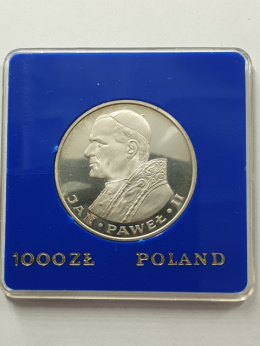 JAN • PAWEŁ • II
1000 ZŁ POLAND